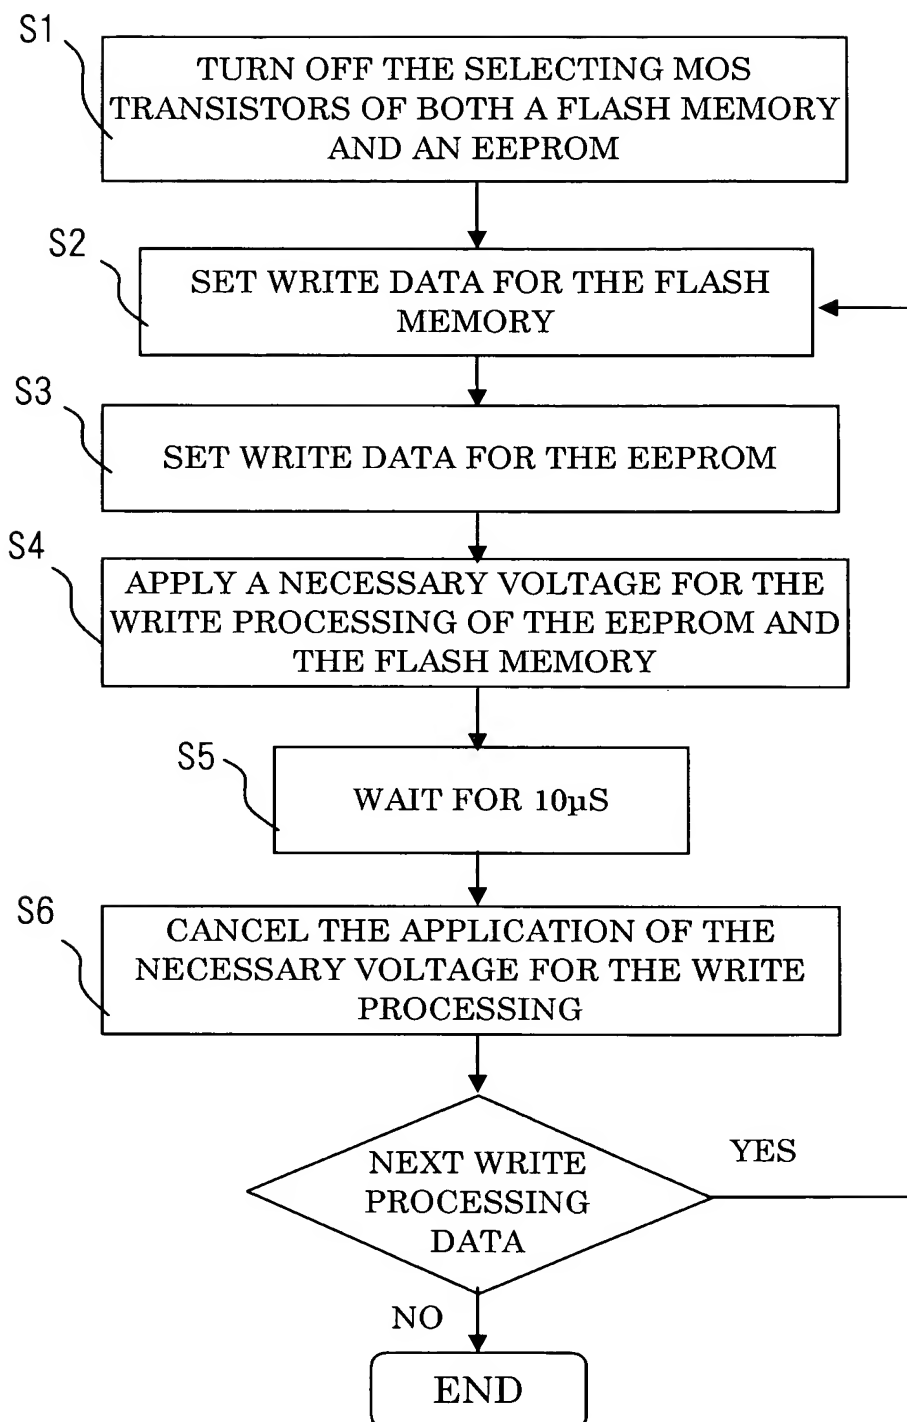 S1
TURN OFF THE SELECTING MOS
TRANSISTORS OF BOTH A FLASH MEMORY
AND AN EEPROM
S2
SET WRITE DATA FOR THE FLASH
MEMORY
S3
SET WRITE DATA FOR THE EEPROM
S4
APPLY A NECESSARY VOLTAGE FOR THE
WRITE PROCESSING OF THE EEPROM AND
THE FLASH MEMORY
S5
WAIT FOR 10µS
S6
CANCEL THE APPLICATION OF THE
NECESSARY VOLTAGE FOR THE WRITE
PROCESSING
NEXT WRITE
PROCESSING
DATA
YES
NO
END